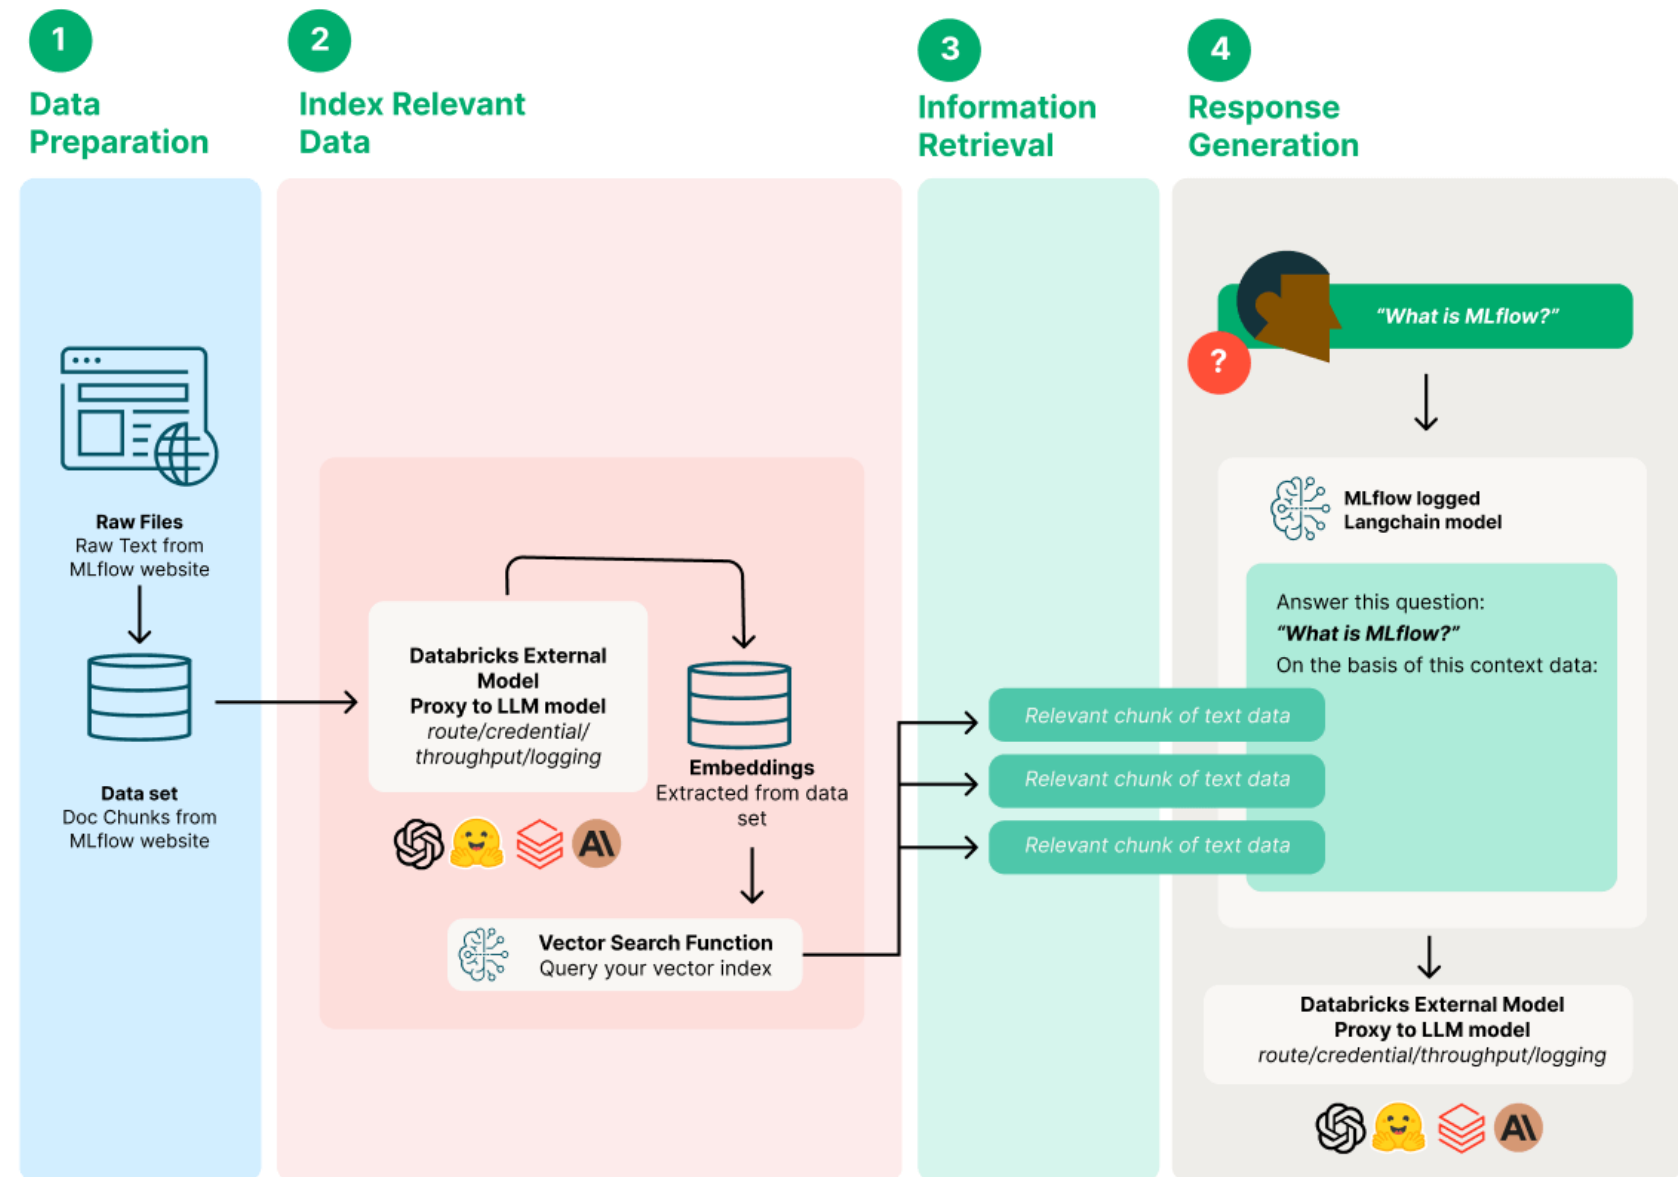 1
Data
Preparation
2
Index Relevant
Data
3
Information
Retrieval
4
Response
Generation
Raw Files
Raw Text from
MLflow website
Data set
Doc Chunks from
MLflow website
Databricks External
Model
Proxy to LLM model
route/credential/
throughput/logging
Embeddings
Extracted from data
set
Vector Search Function
Query your vector index
Relevant chunk of text data
Relevant chunk of text data
Relevant chunk of text data
“What is MLflow?”
?
MLflow logged
Langchain model
Answer this question:
“What is MLflow?”
On the basis of this context data:
Databricks External Model
Proxy to LLM model
route/credential/throughput/logging